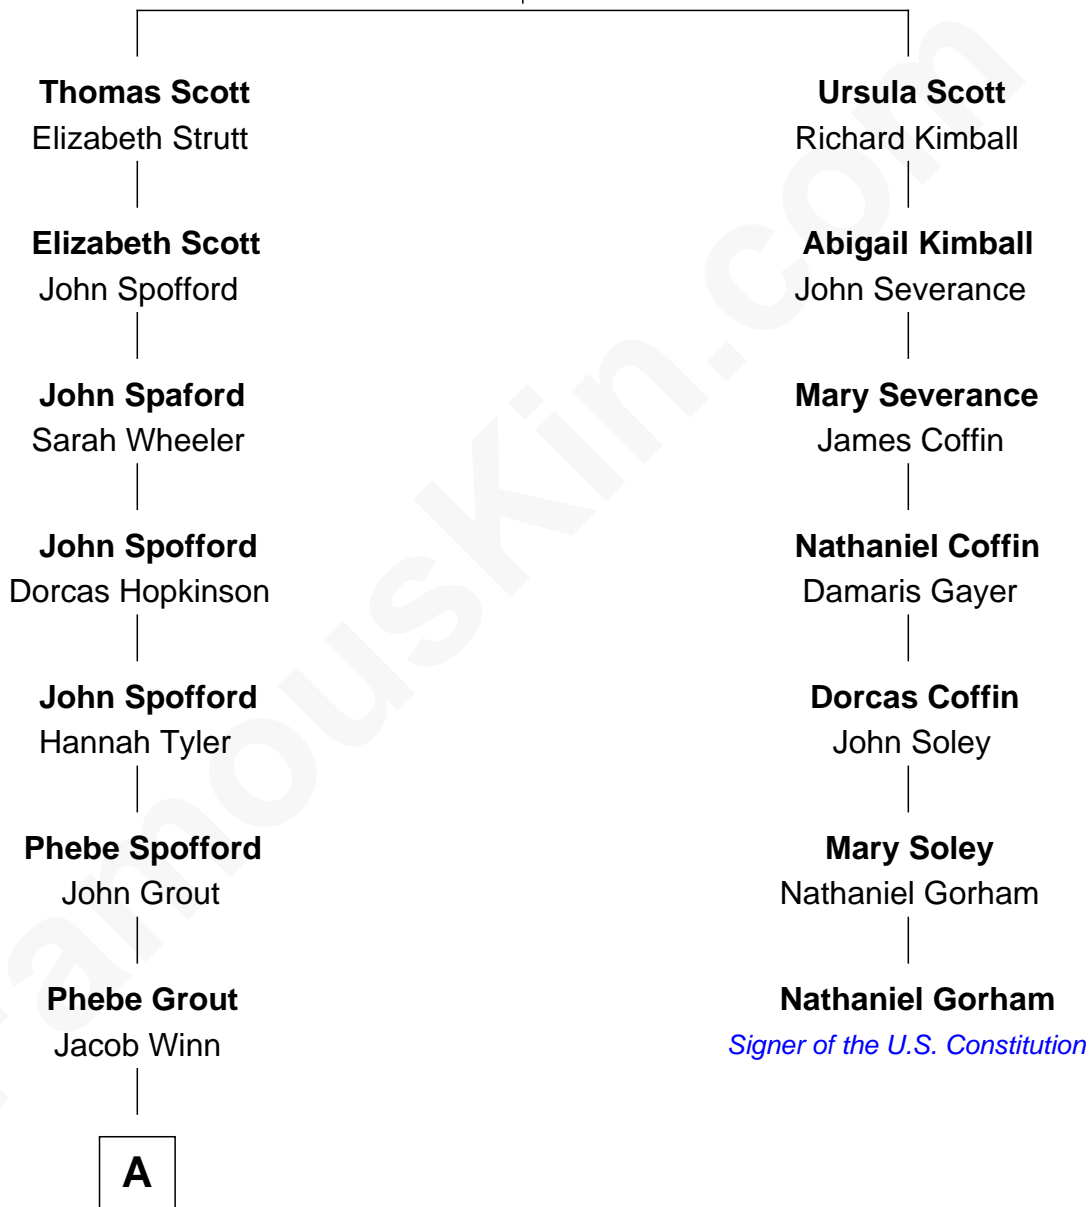 Thomas Scott
Elizabeth Strutt
Elizabeth Scott
John Spofford
John Spaford
Sarah Wheeler
John Spofford
Dorcas Hopkinson
John Spofford
Hannah Tyler
Phebe Spofford
John Grout
Phebe Grout
Jacob Winn
A
Ursula Scott
Richard Kimball
Abigail Kimball
John Severance
Mary Severance
James Coffin
Nathaniel Coffin
Damaris Gayer
Dorcas Coffin
John Soley
Mary Soley
Nathaniel Gorham
Nathaniel Gorham
Signer of the U.S. Constitution
FamousKin.com